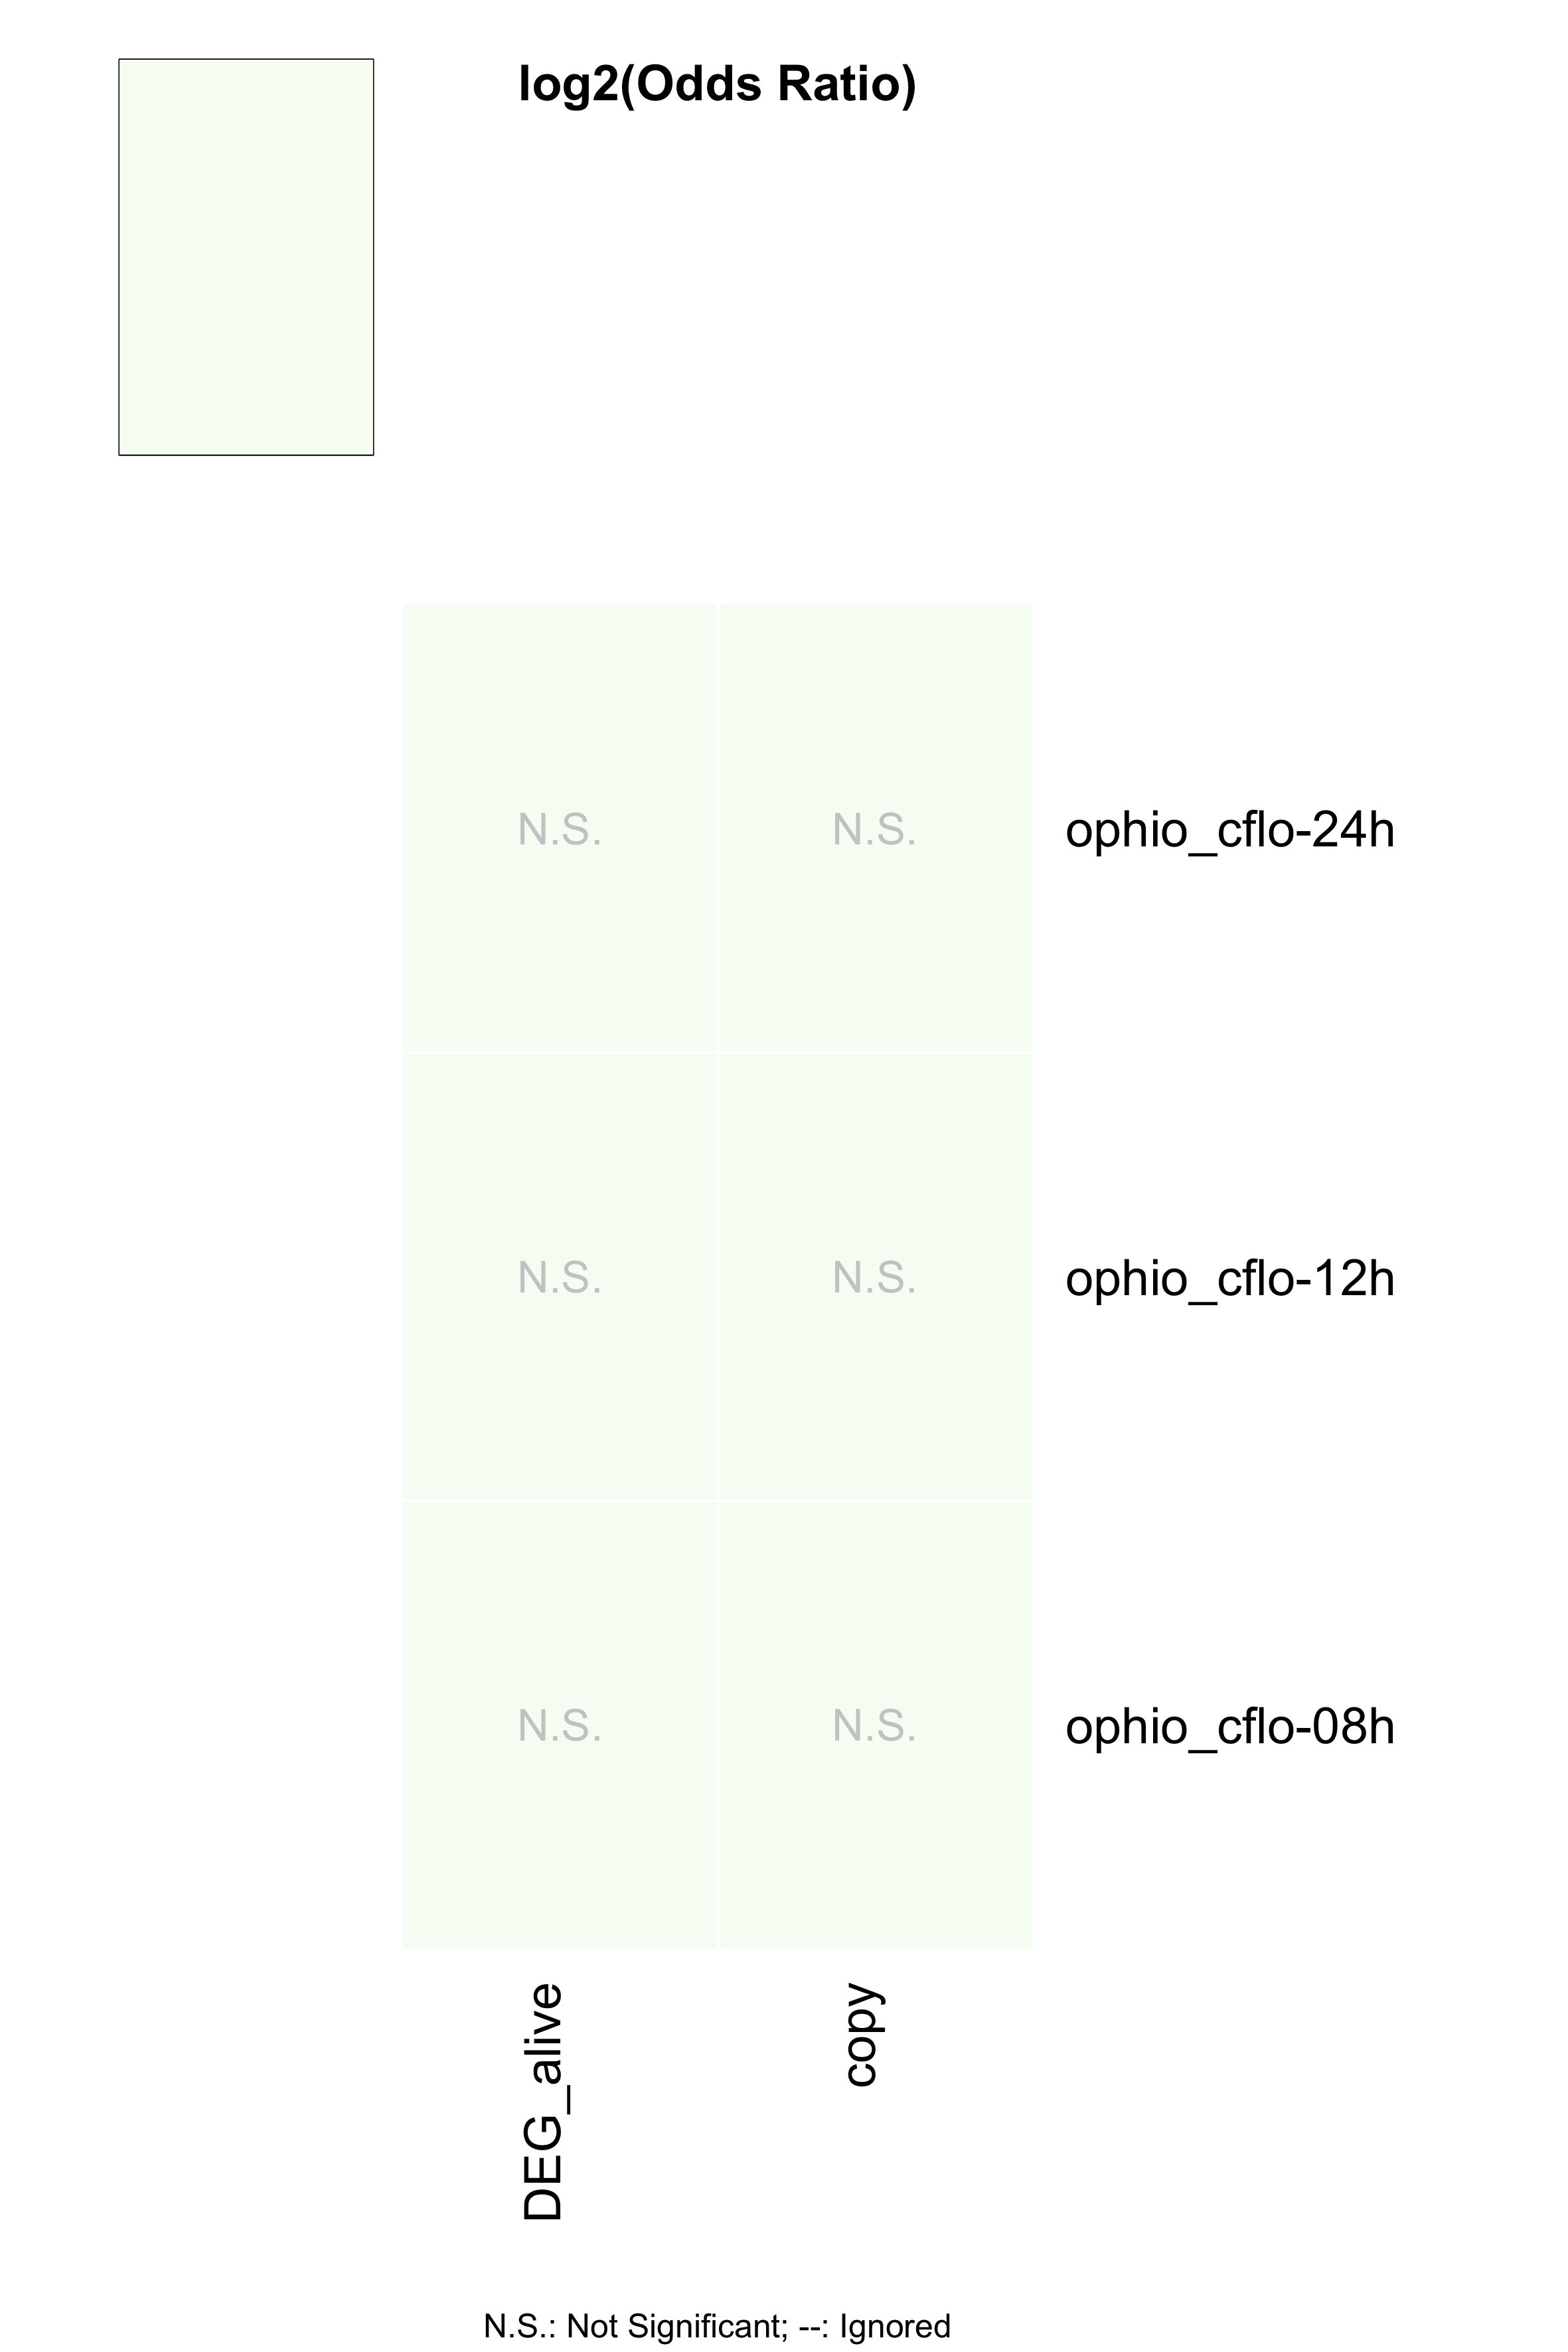 log2(Odds Ratio)
N.S. N.S. ophio_cflo-24h
N.S. N.S. ophio_cflo-12h
N.S. N.S. ophio_cflo-08h
DEG_alive copy
N.S.: Not Significant; --: Ignored